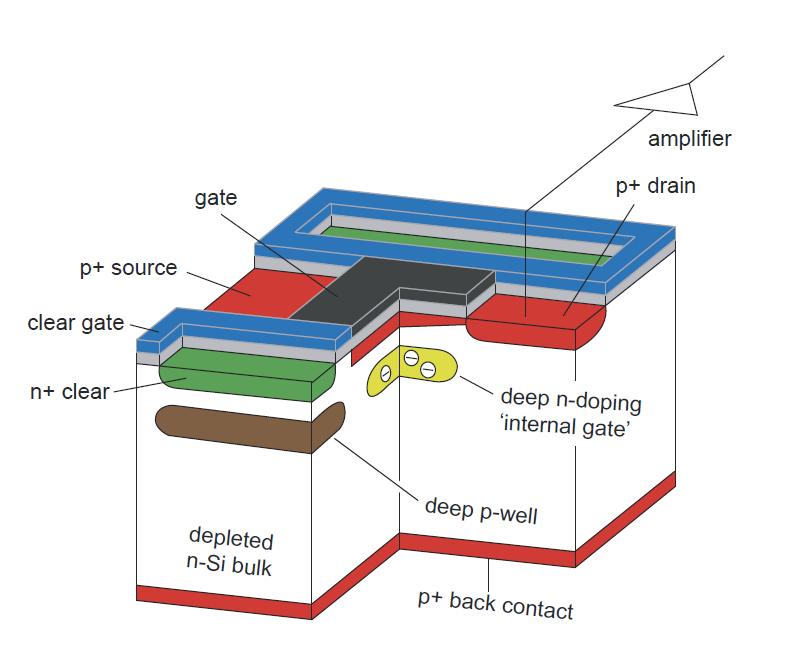 amplifier
p+ drain
gate
p+ source
clear gate
n+ clear
deep n-doping
‘internal gate’
deep p-well
depleted
n-Si bulk
p+ back contact